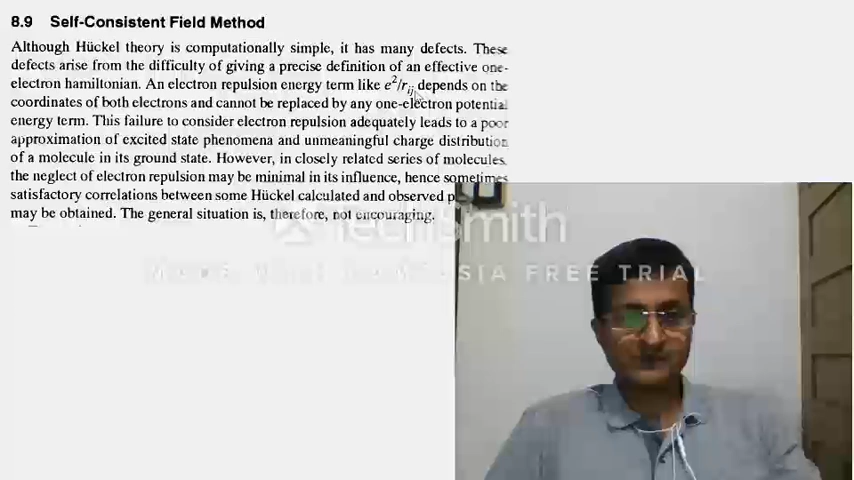 8.9 Self-Consistent Field Method
Although Hückel theory is computationally simple, it has many defects. These
defects arise from the difficulty of giving a precise definition of an effective one-
electron hamiltonian. An electron repulsion energy term like e²/rᵢⱼ depends on the
coordinates of both electrons and cannot be replaced by any one-electron potential
energy term. This failure to consider electron repulsion adequately leads to a poor
approximation of excited state phenomena and unmeaningful charge distribution
of a molecule in its ground state. However, in closely related series of molecules,
the neglect of electron repulsion may be minimal in its influence, hence sometimes
satisfactory correlations between some Hückel calculated and observed p
may be obtained. The general situation is, therefore, not encouraging.
TechSmith
MADE WITH CAMTASIA FREE TRIAL